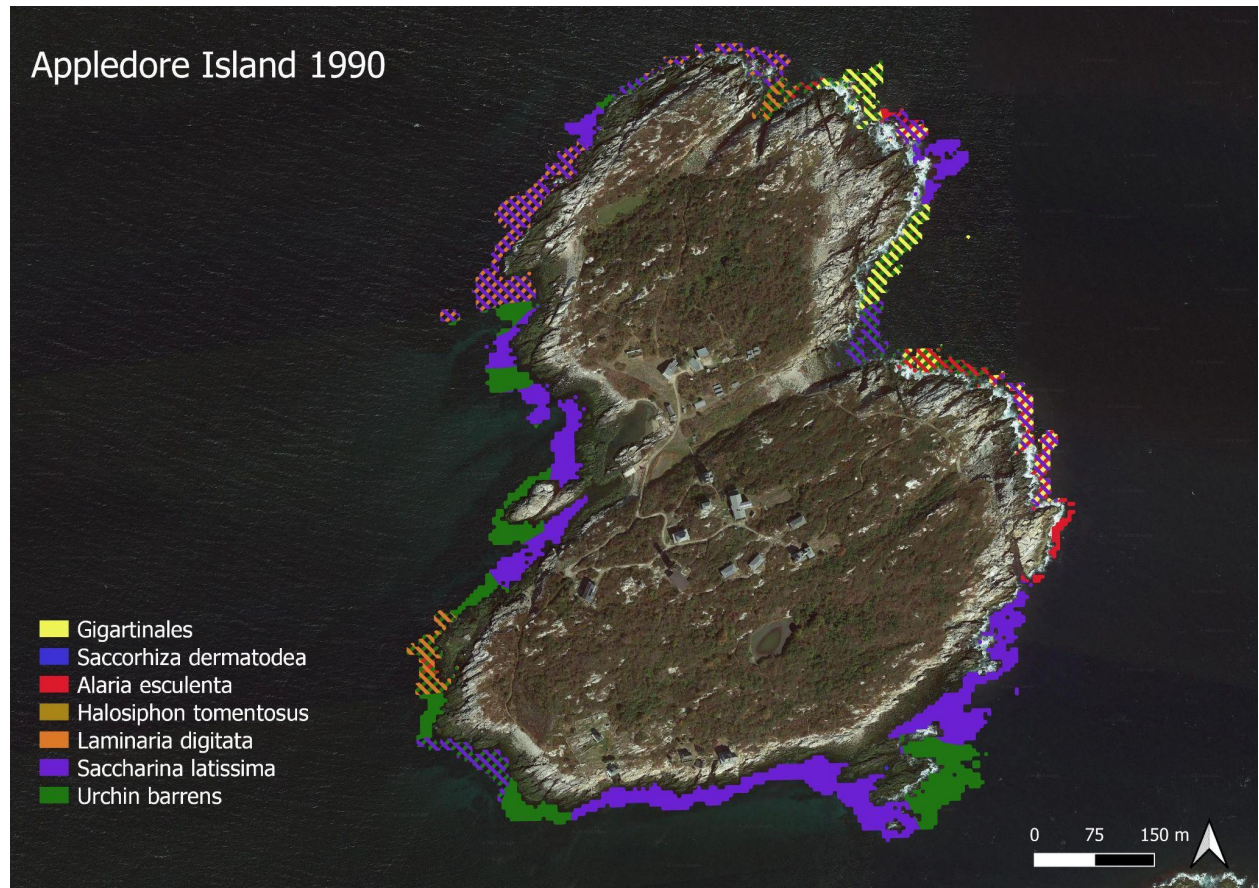 Appledore Island 1990
Gigartinales
Saccorhiza dermatodea
Alaria esculenta
Halosiphon tomentosus
Laminaria digitata
Saccharina latissima
Urchin barrens
0 75 150 m